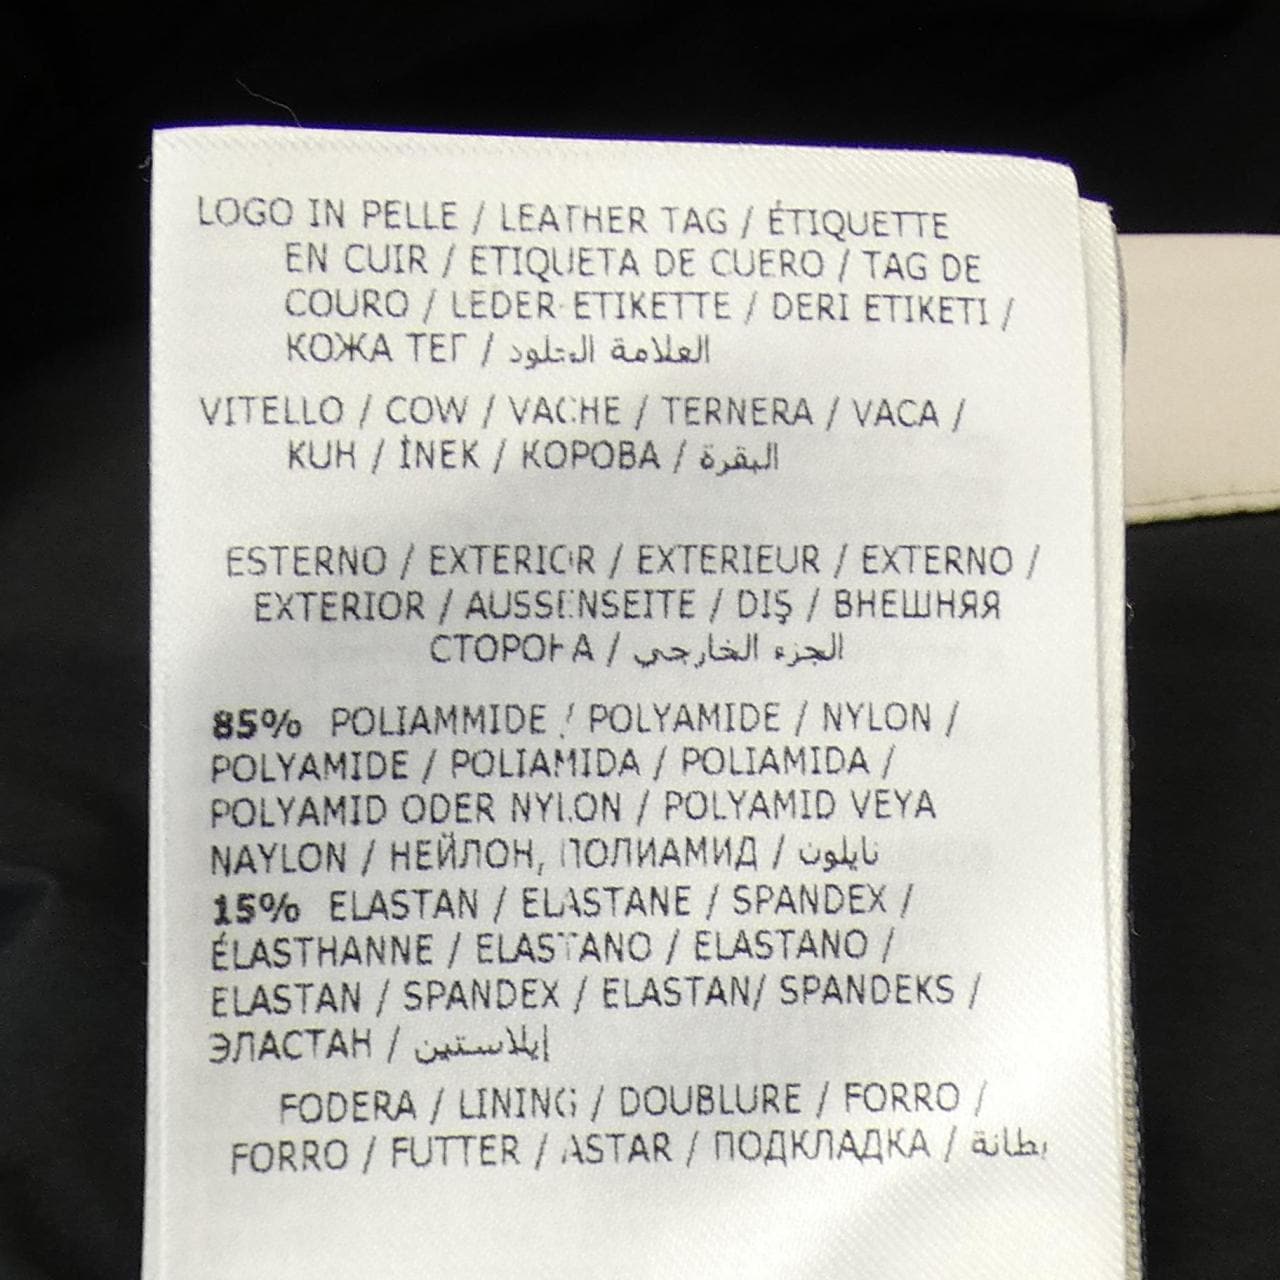 LOGO IN PELLE / LEATHER TAG / ÉTIQUETTE
EN CUIR / ETIQUETA DE CUERO / TAG DE
COURO / LEDER-ETIKETTE / DERI ETIKETI /
КОЖА ТЕГ / العلامة الجلود
VITELLO / COW / VACHE / TERNERA / VACA /
KUH / İNEK / КОРОВА / البقرة
ESTERNO / EXTERIOR / EXTERIEUR / EXTERNO /
EXTERIOR / AUSSENSEITE / DIŞ / ВНЕШНЯЯ
СТОРОНА / الجزء الخارجي
85% POLIAMMIDE / POLYAMIDE / NYLON /
POLYAMIDE / POLIAMIDA / POLIAMIDA /
POLYAMID ODER NYLON / POLYAMID VEYA
NAYLON / НЕЙЛОН, ПОЛИАМИД / نايلون
15% ELASTAN / ELASTANE / SPANDEX /
ÉLASTHANNE / ELASTANO / ELASTANO /
ELASTAN / SPANDEX / ELASTAN/ SPANDEKS /
ЭЛАСТАН / إيلاستين
FODERA / LINING / DOUBLURE / FORRO /
FORRO / FUTTER / ASTAR / ПОДКЛАДКА / بطانة